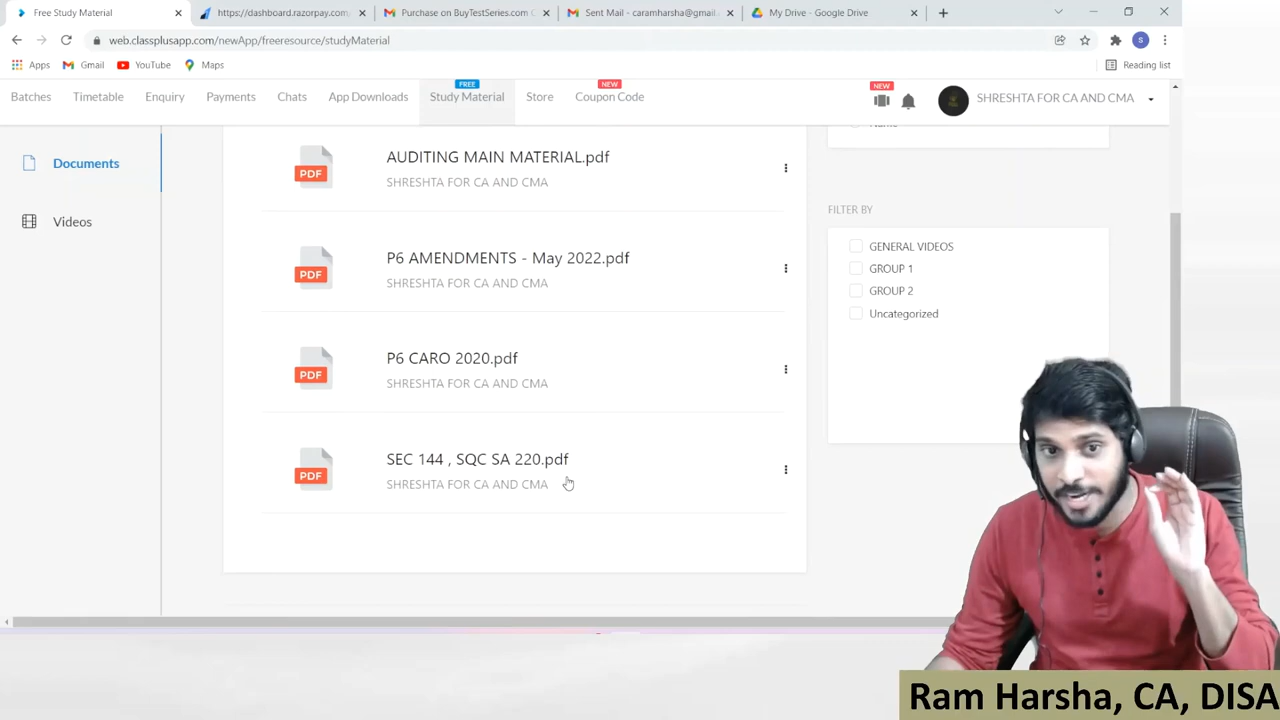 Free Study Material
https://dashboard.razorpay.com
Purchase on BuyTestSeries.com
Sent Mail - caramharsha@gmail
My Drive - Google Drive
web.classplusapp.com/newApp/freeresource/studyMaterial
S
Apps
Gmail
YouTube
Maps
Reading list
FREE
NEW
NEW
Batches
Timetable
Enquiry
Payments
Chats
App Downloads
Study Material
Store
Coupon Code
SHRESHTA FOR CA AND CMA
Documents
Videos
PDF
AUDITING MAIN MATERIAL.pdf
SHRESHTA FOR CA AND CMA
PDF
P6 AMENDMENTS - May 2022.pdf
SHRESHTA FOR CA AND CMA
PDF
P6 CARO 2020.pdf
SHRESHTA FOR CA AND CMA
PDF
SEC 144 , SQC SA 220.pdf
SHRESHTA FOR CA AND CMA
FILTER BY
GENERAL VIDEOS
GROUP 1
GROUP 2
Uncategorized
Ram Harsha, CA, DISA